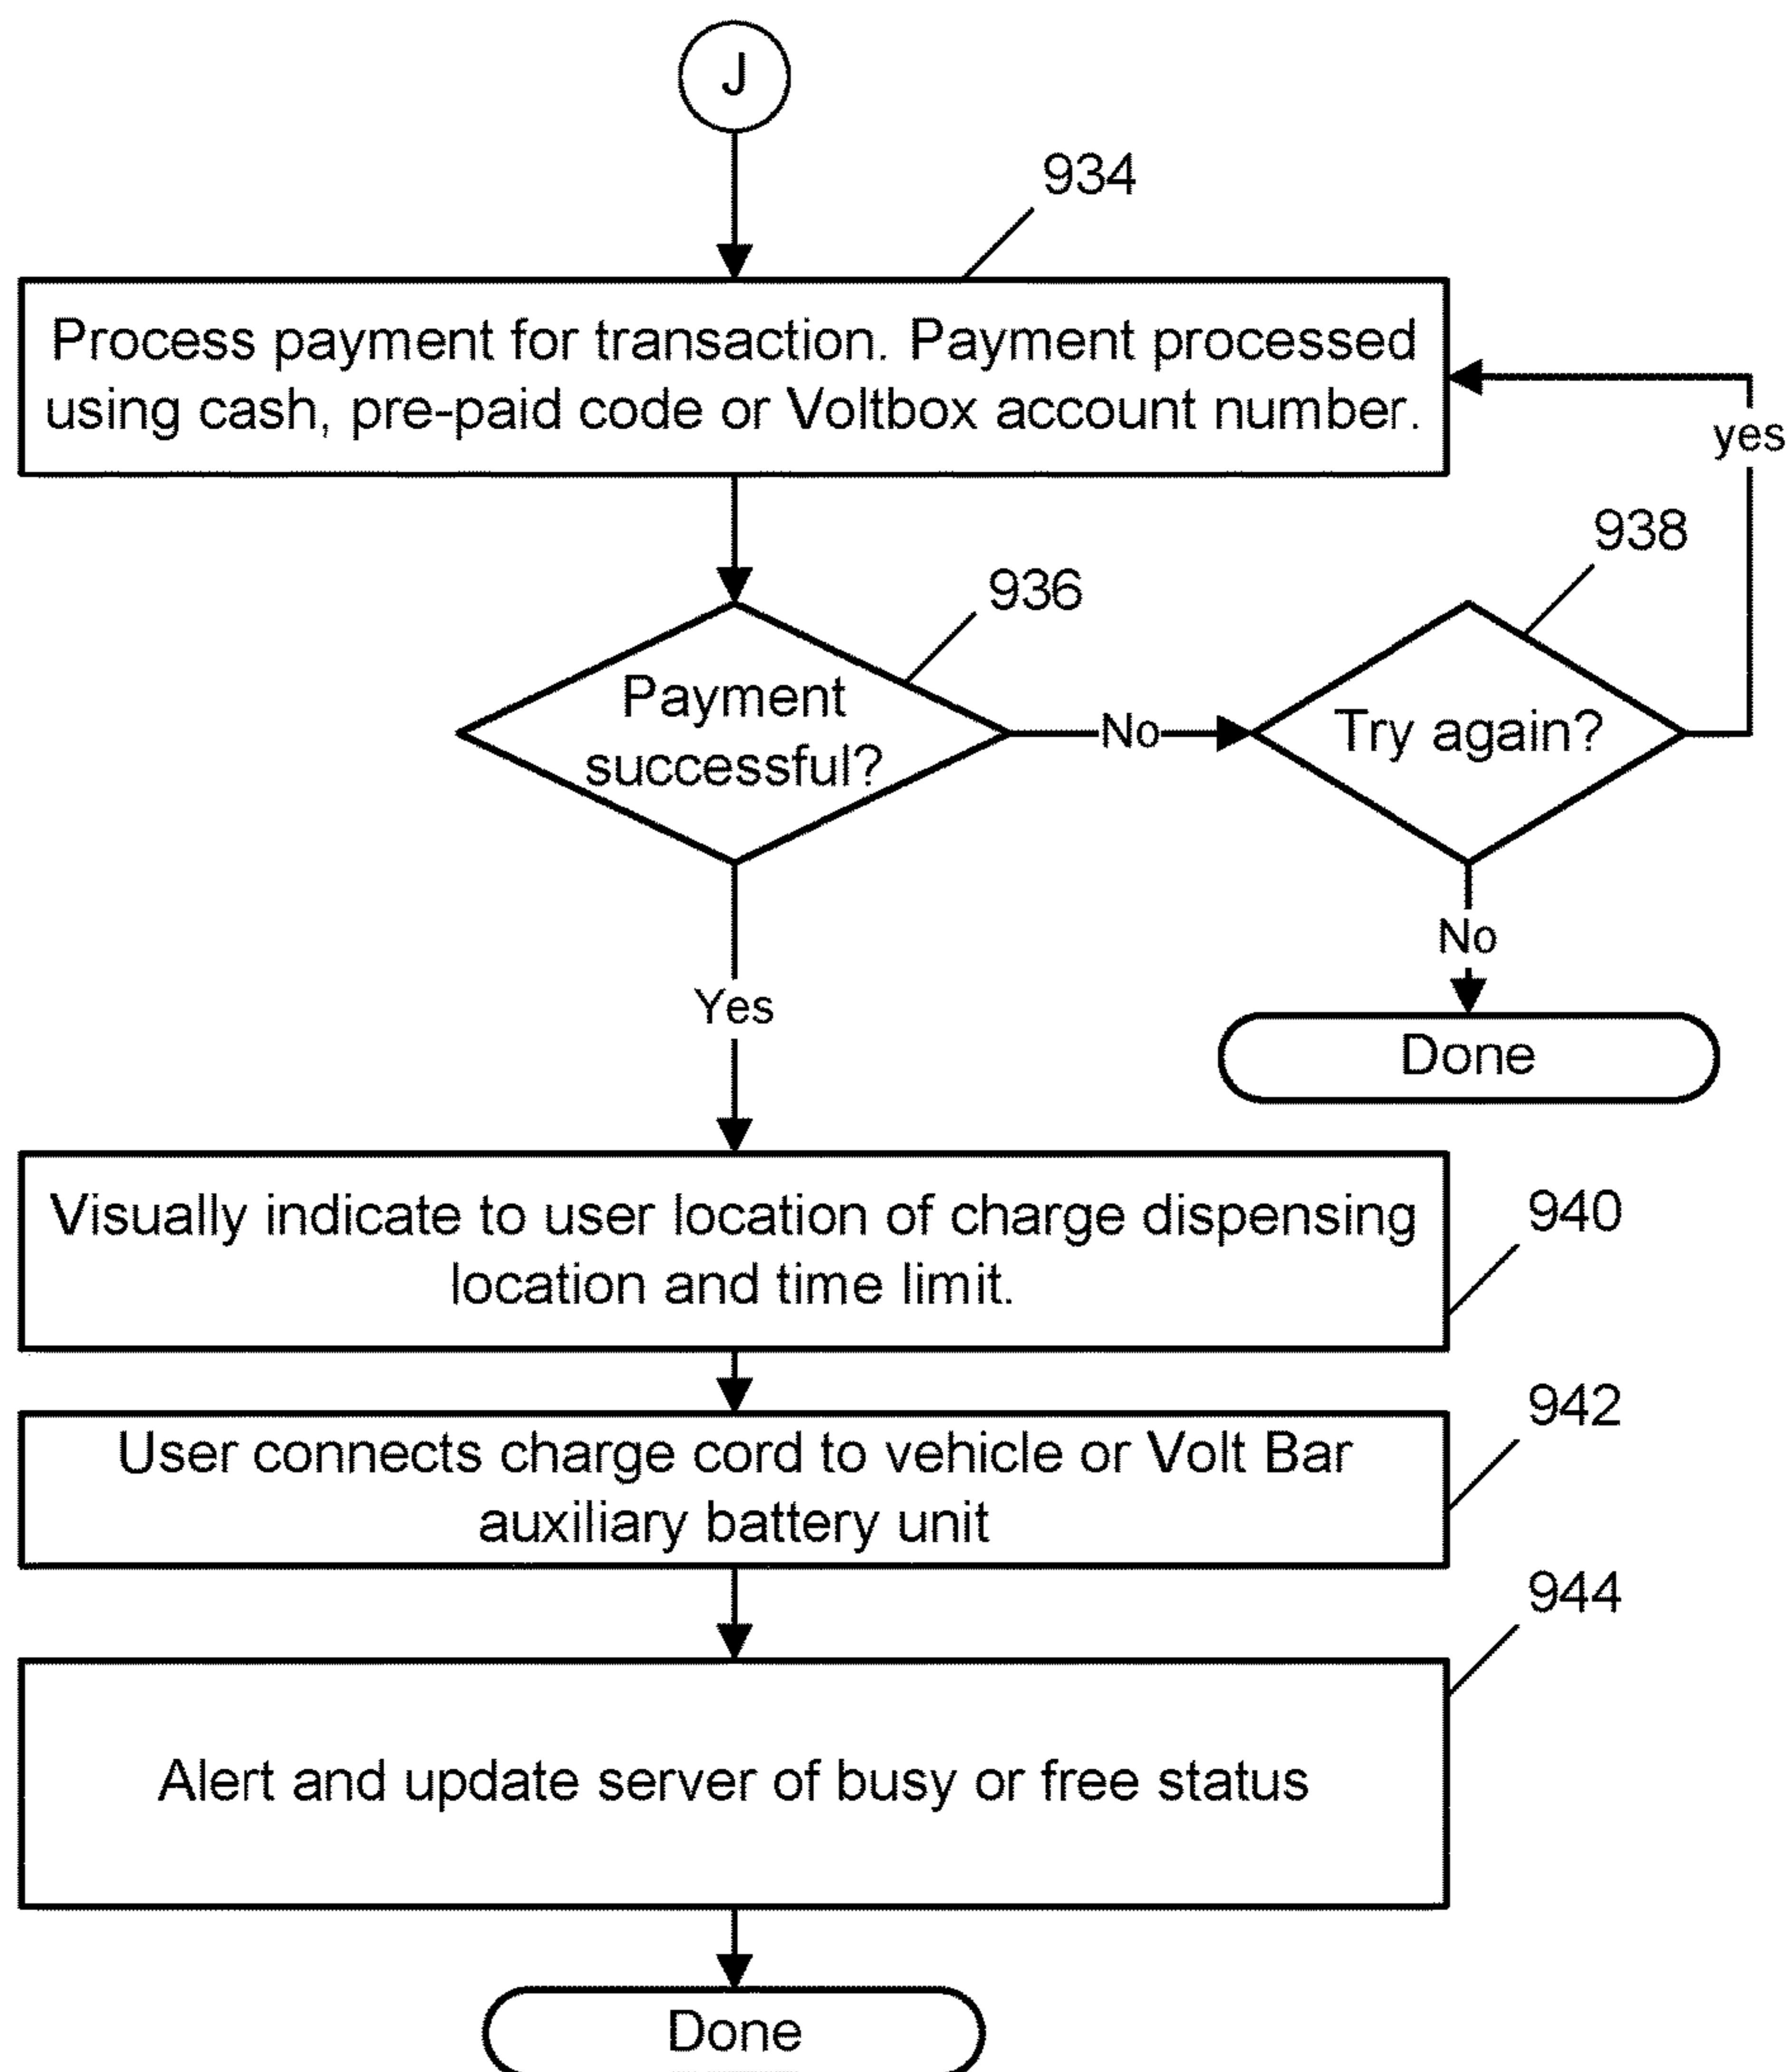 J
934
Process payment for transaction. Payment processed
using cash, pre-paid code or Voltbox account number.
yes
938
936
Payment
successful?
No
Try again?
No
Yes
Done
Visually indicate to user location of charge dispensing
location and time limit.
940
942
User connects charge cord to vehicle or Volt Bar
auxiliary battery unit
944
Alert and update server of busy or free status
Done